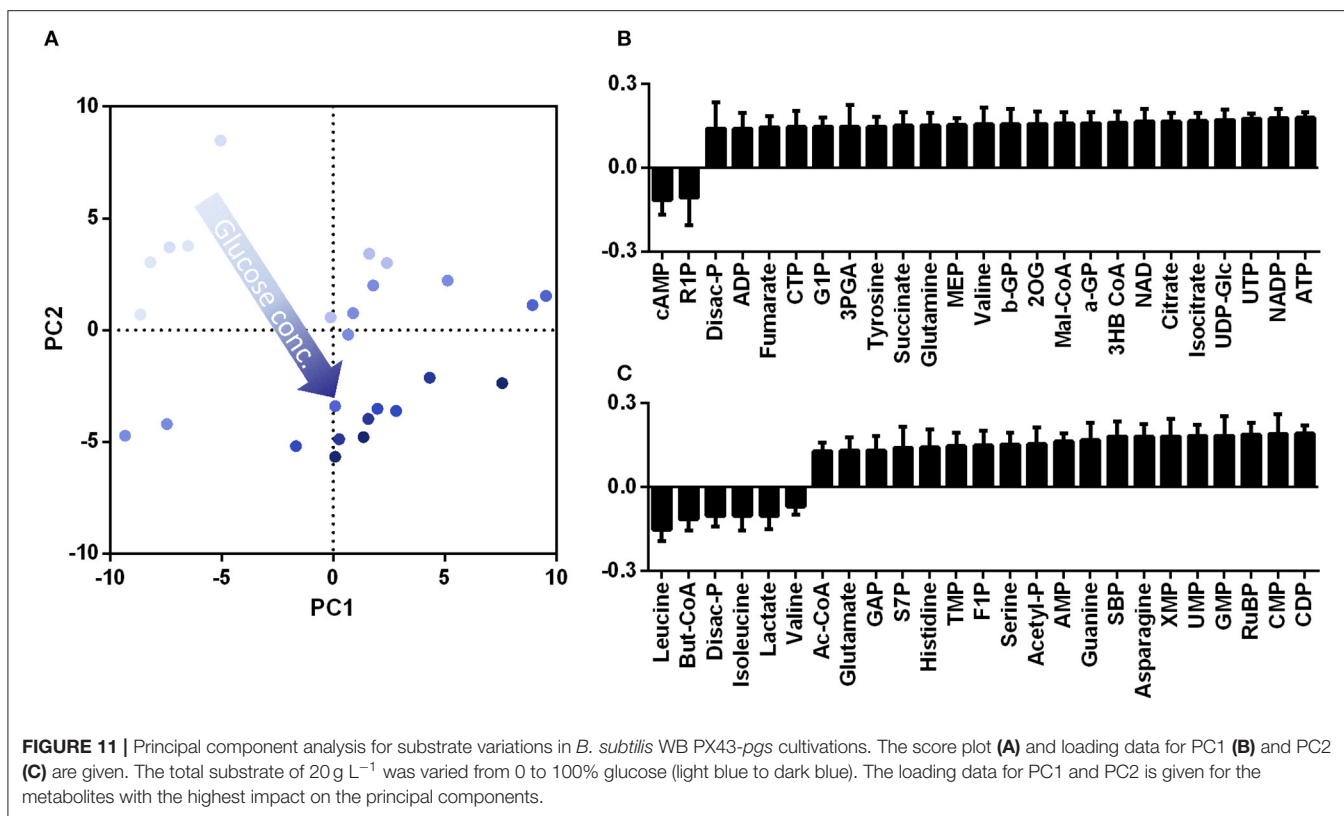 A
10
5
0
-5
-10
PC2
-10
-5
0
5
10
PC1
Glucose conc.
B
0.3
0.0
-0.3
cAMP
R1P
Disac-P
ADP
Fumarate
CTP
G1P
3PGA
Tyrosine
Succinate
Glutamine
MEP
Valine
b-GP
2OG
Mal-CoA
a-GP
3HB CoA
NAD
Citrate
Isocitrate
UDP-Glc
UTP
NADP
ATP
C
0.3
0.0
-0.3
Leucine
But-CoA
Disac-P
Isoleucine
Lactate
Valine
Ac-CoA
Glutamate
GAP
S7P
Histidine
TMP
F1P
Serine
Acetyl-P
AMP
Guanine
SBP
Asparagine
XMP
UMP
GMP
RuBP
CMP
CDP
FIGURE 11 | Principal component analysis for substrate variations in B. subtilis WB PX43-pgs cultivations. The score plot (A) and loading data for PC1 (B) and PC2
(C) are given. The total substrate of 20 g L⁻¹ was varied from 0 to 100% glucose (light blue to dark blue). The loading data for PC1 and PC2 is given for the
metabolites with the highest impact on the principal components.